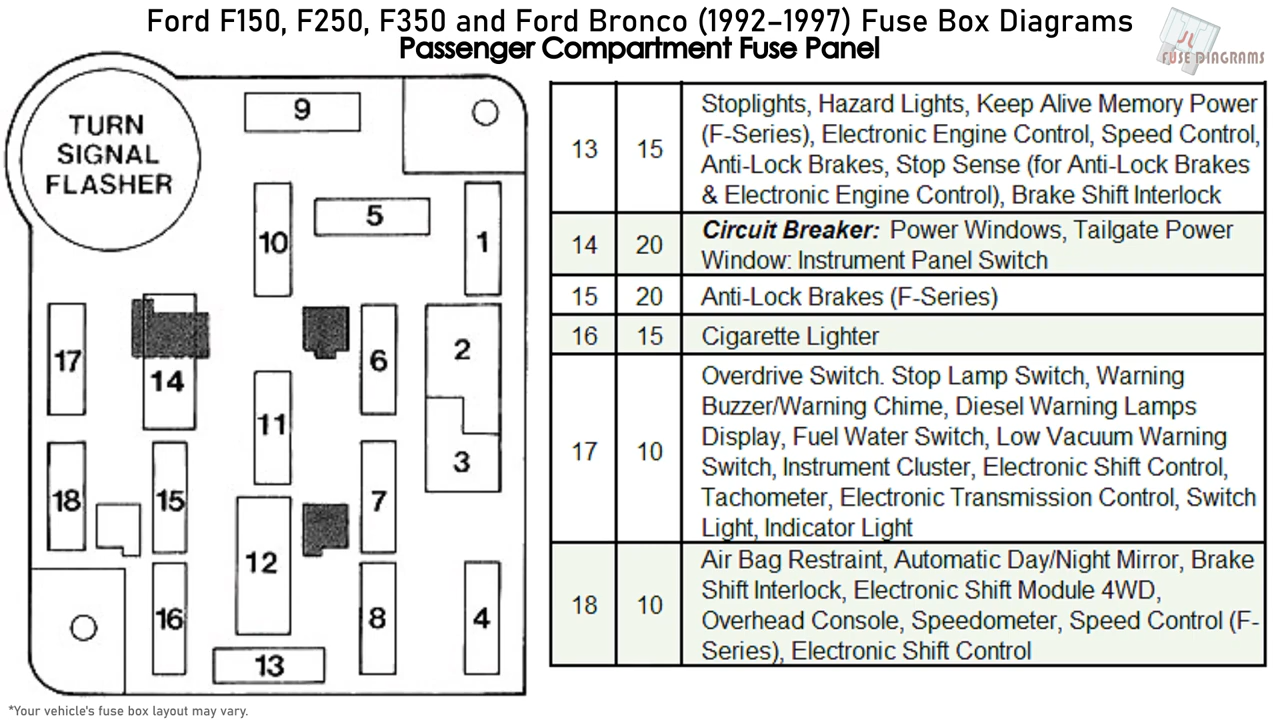 Ford F150, F250, F350 and Ford Bronco (1992–1997) Fuse Box Diagrams
Passenger Compartment Fuse Panel
JL
FUSE DIAGRAMS
TURN
SIGNAL
FLASHER
9
10
5
1
17
14
6
2
11
3
18
15
7
12
16
8
4
13
13 15 Stoplights, Hazard Lights, Keep Alive Memory Power
(F-Series), Electronic Engine Control, Speed Control,
Anti-Lock Brakes, Stop Sense (for Anti-Lock Brakes
& Electronic Engine Control), Brake Shift Interlock
14 20 Circuit Breaker: Power Windows, Tailgate Power
Window: Instrument Panel Switch
15 20 Anti-Lock Brakes (F-Series)
16 15 Cigarette Lighter
17 10 Overdrive Switch. Stop Lamp Switch, Warning
Buzzer/Warning Chime, Diesel Warning Lamps
Display, Fuel Water Switch, Low Vacuum Warning
Switch, Instrument Cluster, Electronic Shift Control,
Tachometer, Electronic Transmission Control, Switch
Light, Indicator Light
18 10 Air Bag Restraint, Automatic Day/Night Mirror, Brake
Shift Interlock, Electronic Shift Module 4WD,
Overhead Console, Speedometer, Speed Control (F-
Series), Electronic Shift Control
*Your vehicle's fuse box layout may vary.